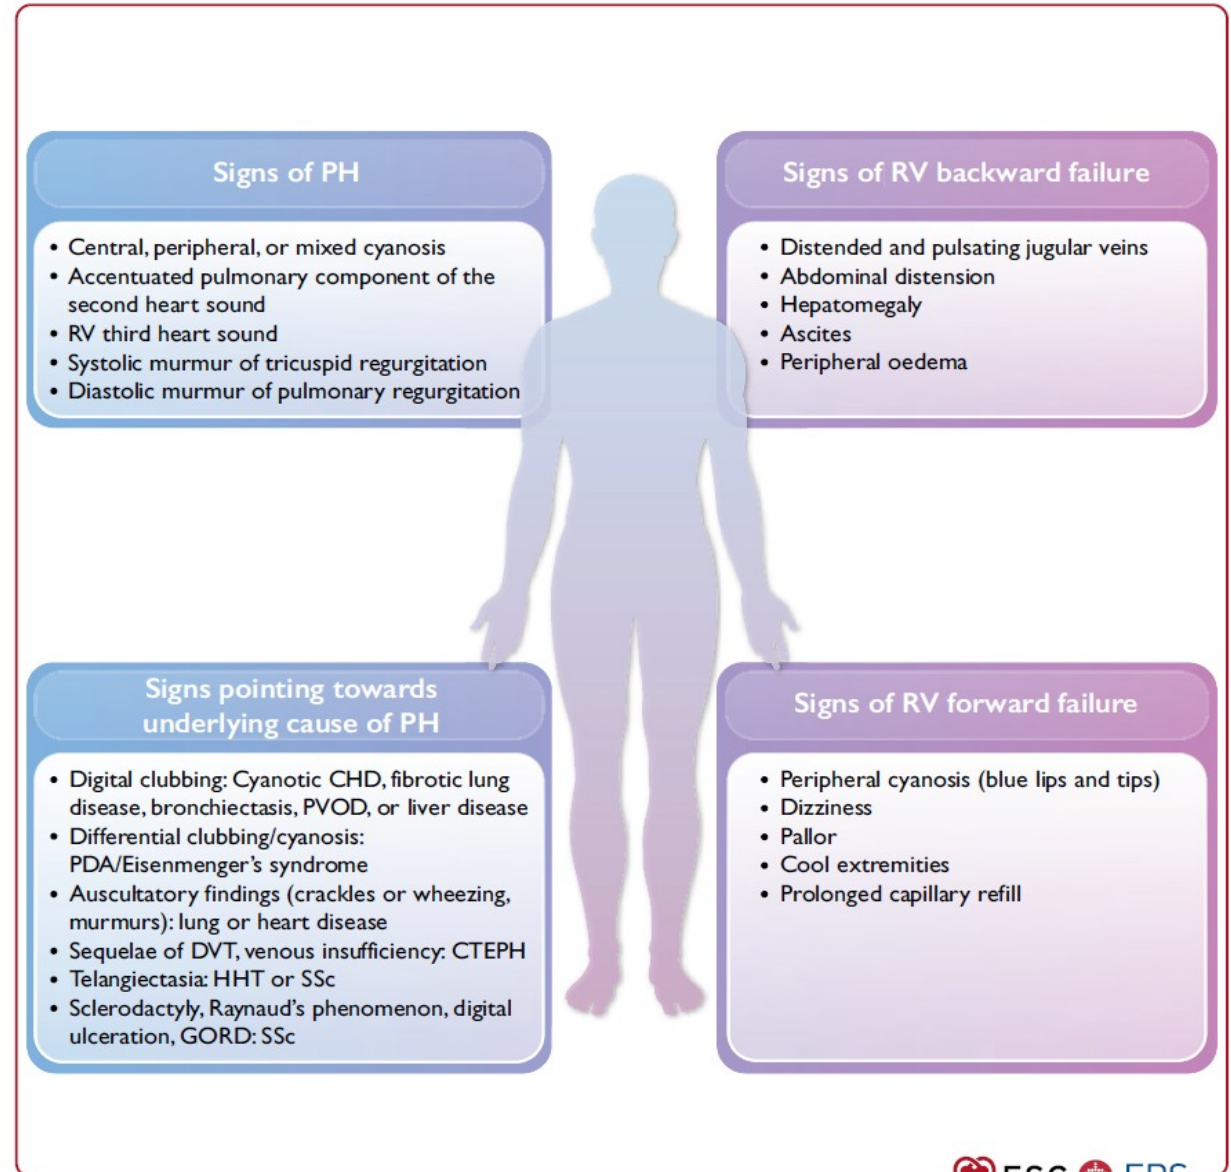 Signs of PH
• Central, peripheral, or mixed cyanosis
• Accentuated pulmonary component of the
second heart sound
• RV third heart sound
• Systolic murmur of tricuspid regurgitation
• Diastolic murmur of pulmonary regurgitation
Signs of RV backward failure
• Distended and pulsating jugular veins
• Abdominal distension
• Hepatomegaly
• Ascites
• Peripheral oedema
Signs pointing towards
underlying cause of PH
• Digital clubbing: Cyanotic CHD, fibrotic lung
disease, bronchiectasis, PVOD, or liver disease
• Differential clubbing/cyanosis:
PDA/Eisenmenger's syndrome
• Auscultatory findings (crackles or wheezing,
murmurs): lung or heart disease
• Sequelae of DVT, venous insufficiency: CTEPH
• Telangiectasia: HHT or SSc
• Sclerodactyly, Raynaud's phenomenon, digital
ulceration, GORD: SSc
Signs of RV forward failure
• Peripheral cyanosis (blue lips and tips)
• Dizziness
• Pallor
• Cool extremities
• Prolonged capillary refill
ESC ERS